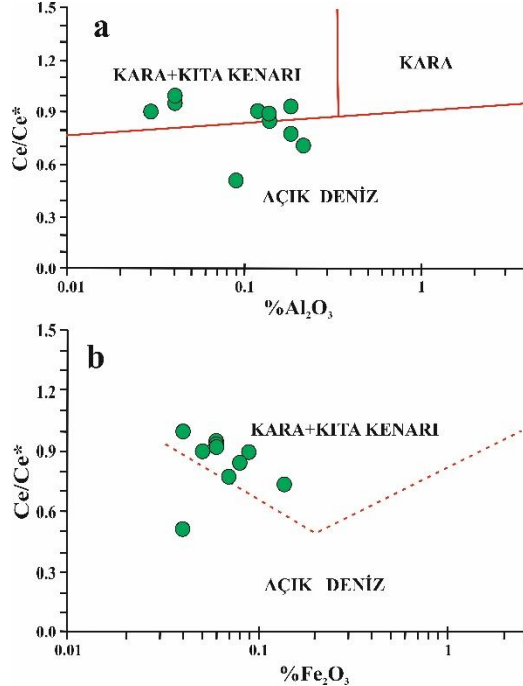 a
KARA+KITA KENARI
KARA
AÇIK DENİZ
Ce/Ce*
1.5
1.2
0.9
0.6
0.3
0.0
0.01
0.1
1
%Al₂O₃
b
KARA+KITA KENARI
AÇIK DENİZ
Ce/Ce*
1.5
1.2
0.9
0.6
0.3
0.0
0.01
0.1
1
%Fe₂O₃